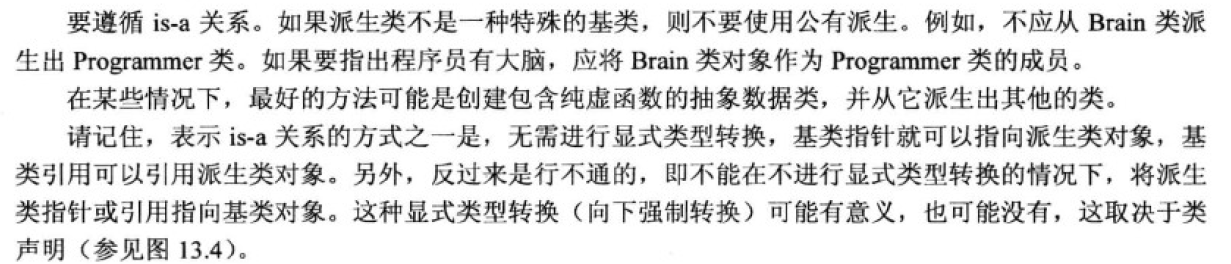 要遵循 is-a 关系。如果派生类不是一种特殊的基类，则不要使用公有派生。例如，不应从 Brain 类派
生出 Programmer 类。如果要指出程序员有大脑，应将 Brain 类对象作为 Programmer 类的成员。
在某些情况下，最好的方法可能是创建包含纯虚函数的抽象数据类，并从它派生出其他的类。
请记住，表示 is-a 关系的方式之一是，无需进行显式类型转换，基类指针就可以指向派生类对象，基
类引用可以引用派生类对象。另外，反过来是行不通的，即不能在不进行显式类型转换的情况下，将派生
类指针或引用指向基类对象。这种显式类型转换（向下强制转换）可能有意义，也可能没有，这取决于类
声明（参见图 13.4）。